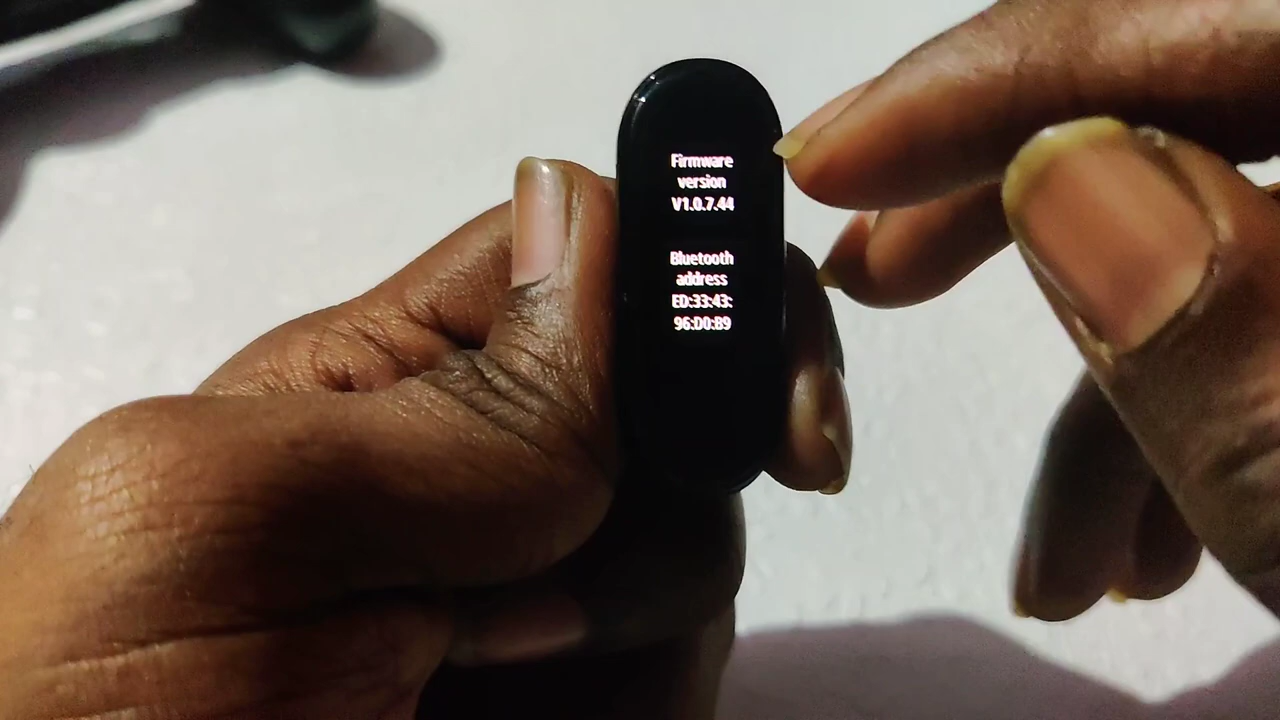 Firmware
version
V1.0.7.44
Bluetooth
address
ED:33:43:
96:D0:B9